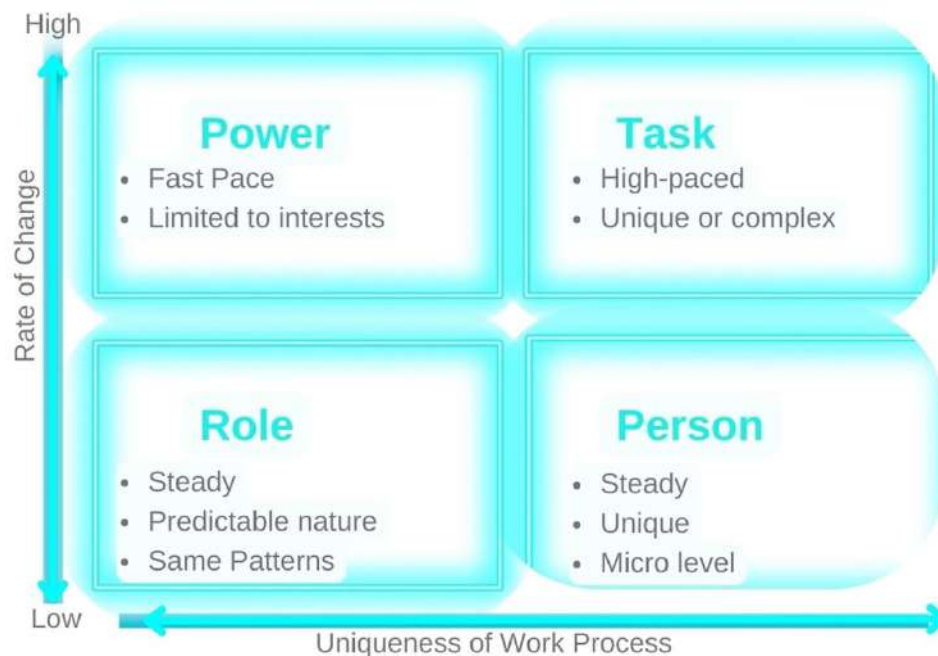 High
Rate of Change
Power
• Fast Pace
• Limited to interests
Task
• High-paced
• Unique or complex
Role
• Steady
• Predictable nature
• Same Patterns
Person
• Steady
• Unique
• Micro level
Low
Uniqueness of Work Process